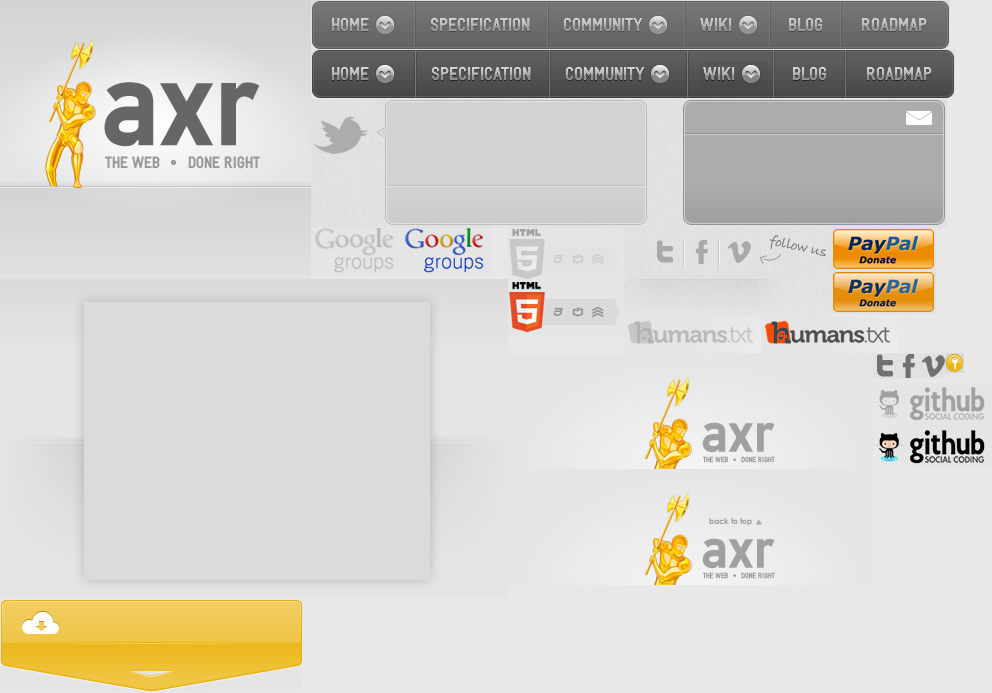 HOME SPECIFICATION COMMUNITY WIKI BLOG ROADMAP
HOME SPECIFICATION COMMUNITY WIKI BLOG ROADMAP
axr
THE WEB • DONE RIGHT
Google groups
Google groups
HTML
5
follow us
PayPal
Donate
PayPal
Donate
HTML
5
humans.txt
humans.txt
github
SOCIAL CODING
github
SOCIAL CODING
axr
THE WEB • DONE RIGHT
back to top ▲
axr
THE WEB • DONE RIGHT